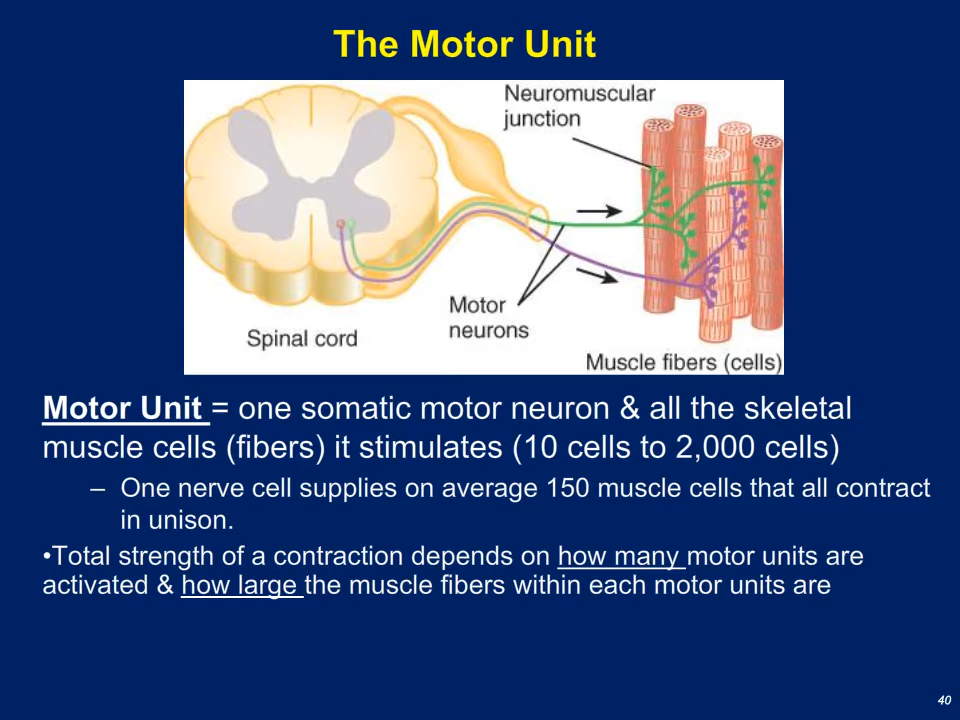 The Motor Unit
Neuromuscular
junction
Motor
neurons
Spinal cord
Muscle fibers (cells)
Motor Unit = one somatic motor neuron & all the skeletal
muscle cells (fibers) it stimulates (10 cells to 2,000 cells)
– One nerve cell supplies on average 150 muscle cells that all contract
in unison.
•Total strength of a contraction depends on how many motor units are
activated & how large the muscle fibers within each motor units are
40